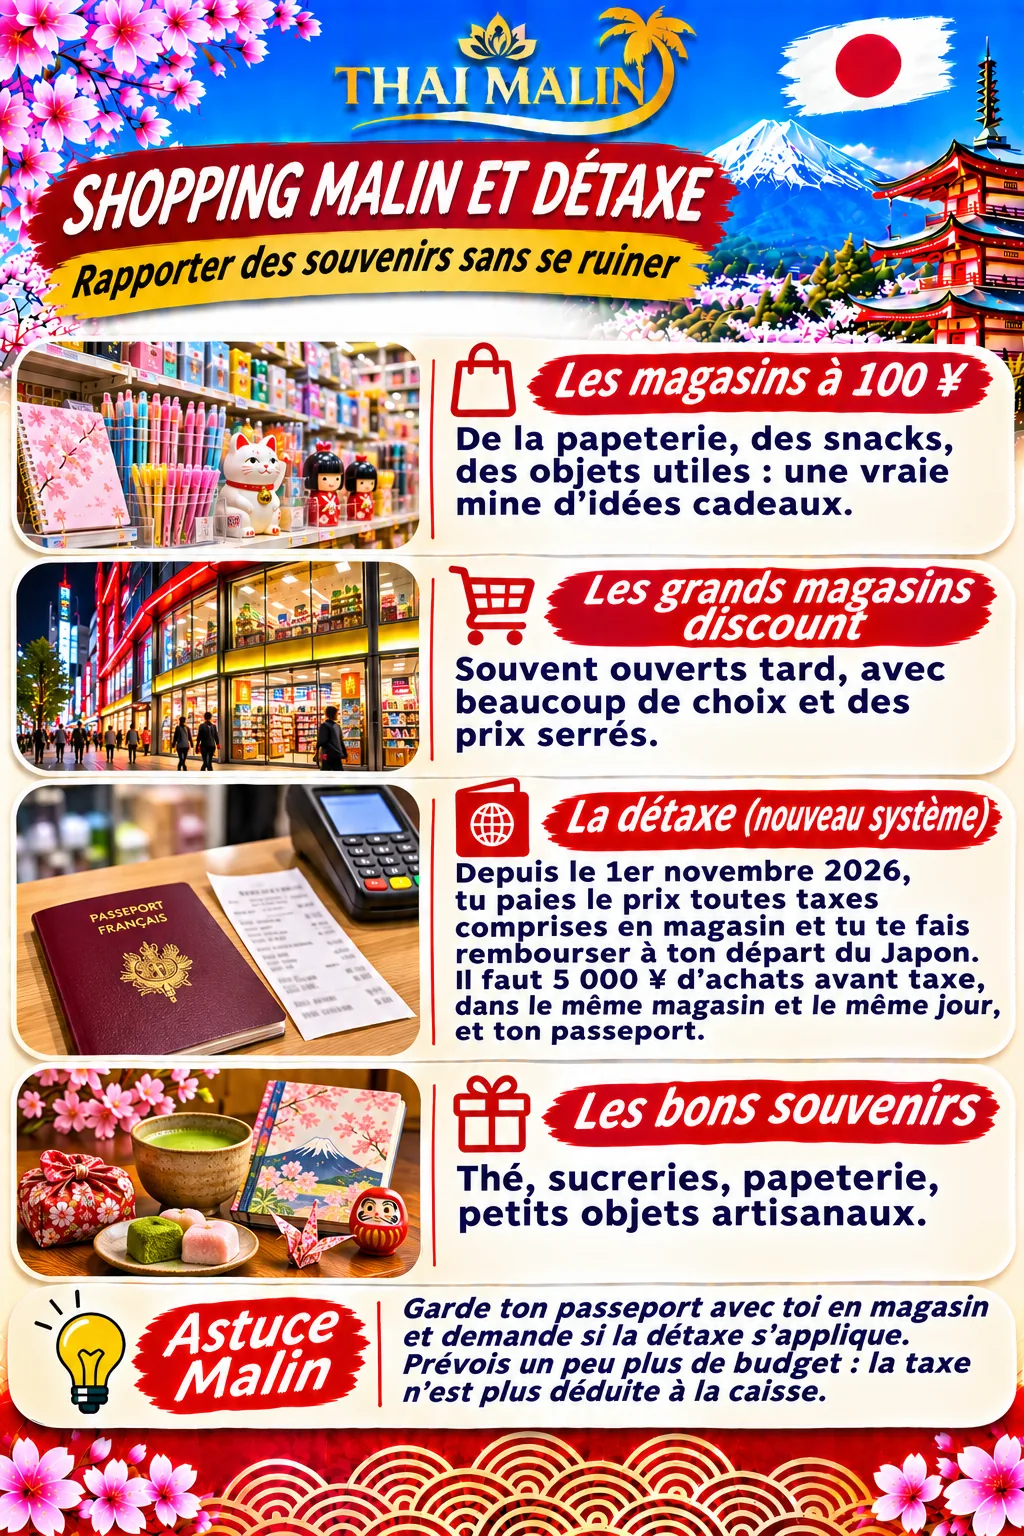 THAI MALIN
SHOPPING MALIN ET DÉTAXE
Rapporter des souvenirs sans se ruiner
Les magasins à 100 ¥
De la papeterie, des snacks,
des objets utiles : une vraie
mine d'idées cadeaux.
Les grands magasins
discount
Souvent ouverts tard, avec
beaucoup de choix et des
prix serrés.
PASSEPORT
FRANÇAIS
La détaxe (nouveau système)
Depuis le 1er novembre 2026,
tu paies le prix toutes taxes
comprises en magasin et tu te fais
rembourser à ton départ du Japon.
Il faut 5 000 ¥ d'achats avant taxe,
dans le même magasin et le même jour,
et ton passeport.
Les bons souvenirs
Thé, sucreries, papeterie,
petits objets artisanaux.
Astuce
Malin
Garde ton passeport avec toi en magasin
et demande si la détaxe s'applique.
Prévois un peu plus de budget : la taxe
n'est plus déduite à la caisse.